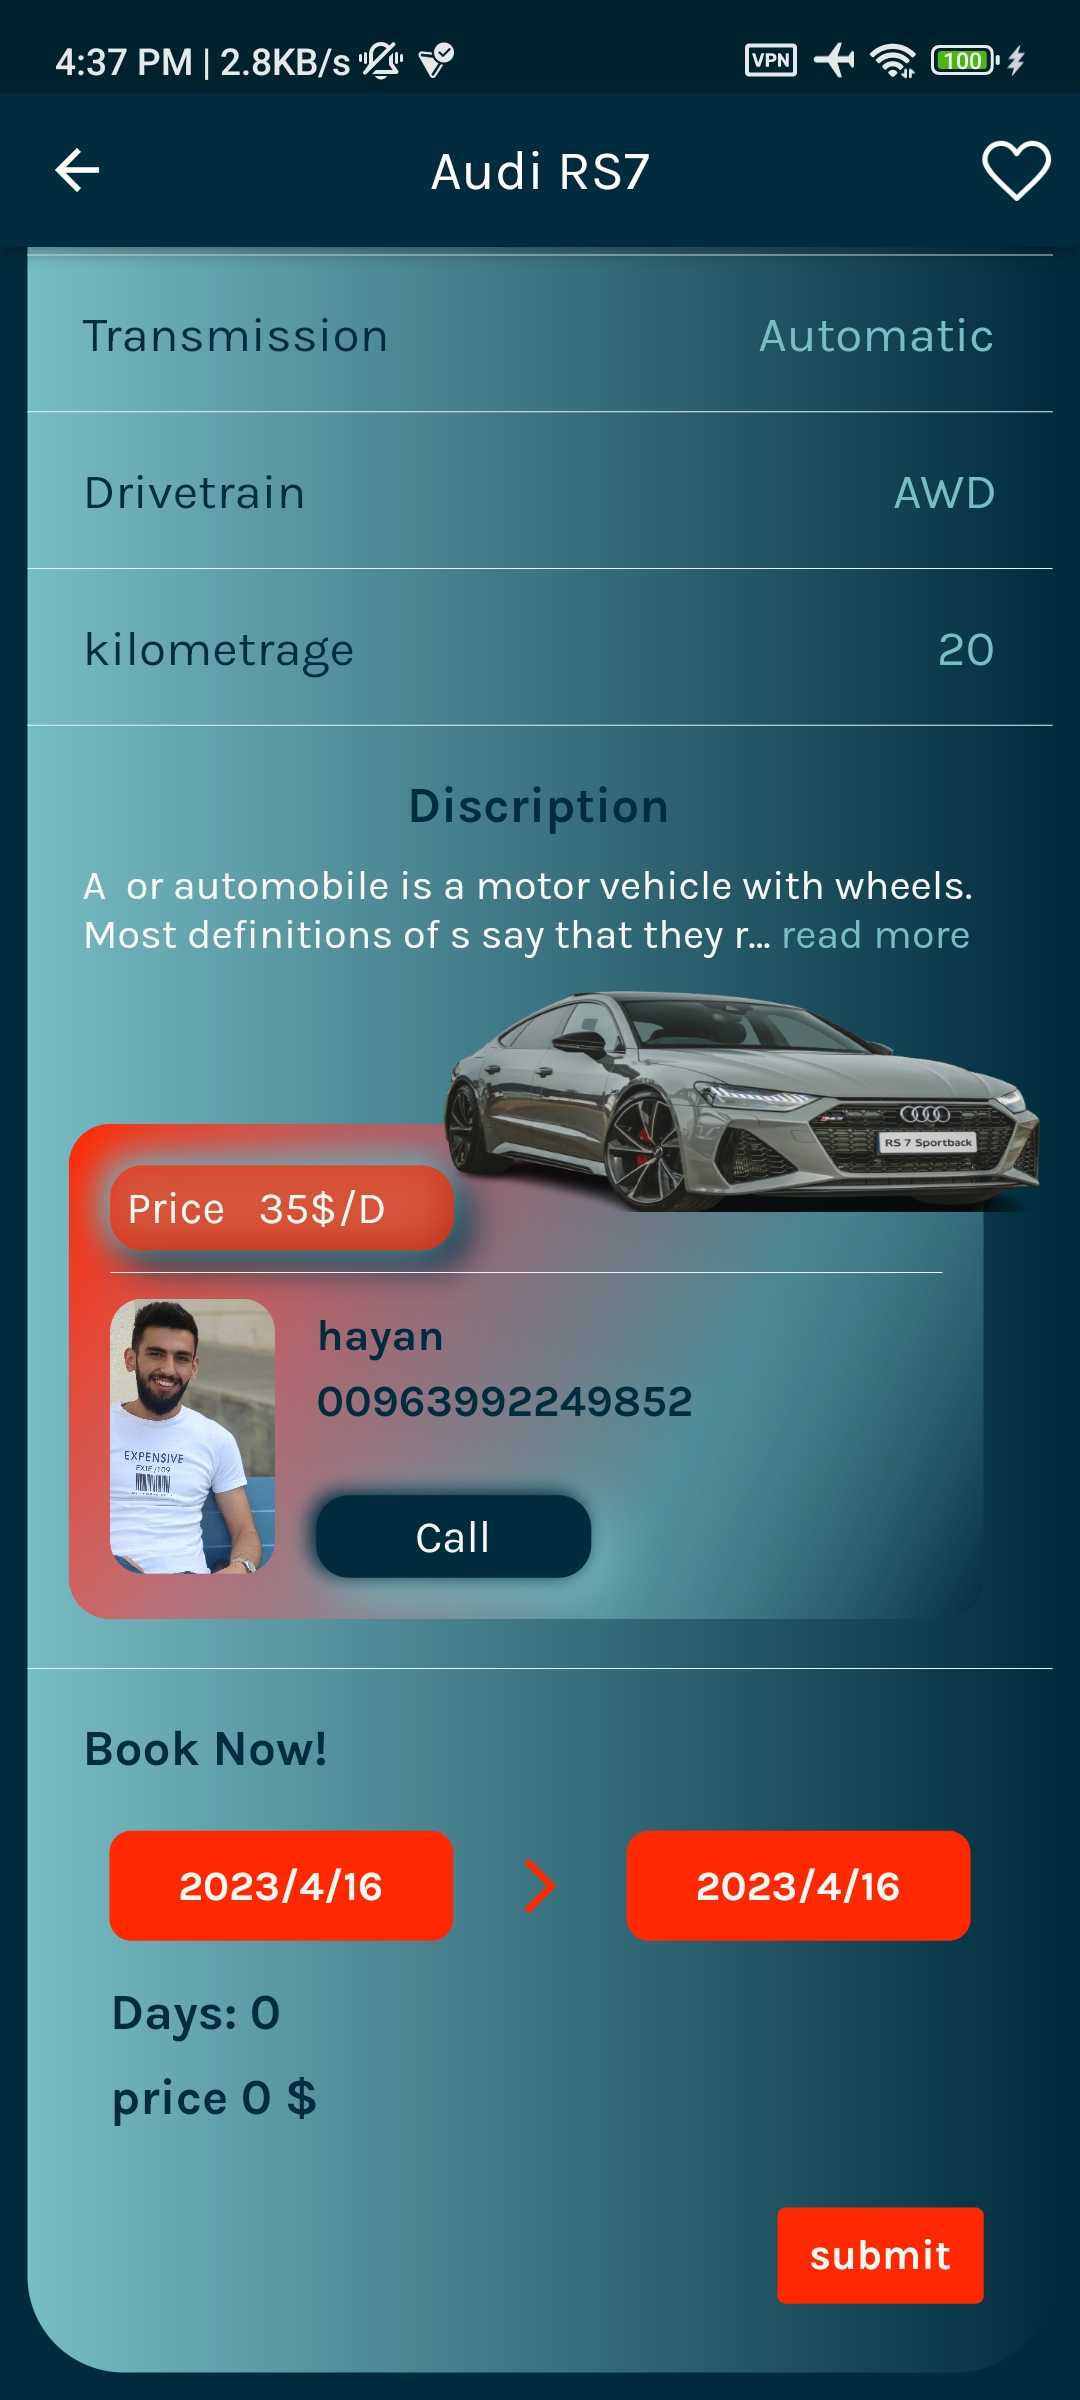 4:37 PM | 2.8KB/s
VPN
100
Audi RS7
Transmission Automatic
Drivetrain AWD
kilometrage 20
Discription
A or automobile is a motor vehicle with wheels.
Most definitions of s say that they r... read more
RS 7 Sportback
Price 35$/D
hayan
00963992249852
EXPEN$IVE
Call
Book Now!
2023/4/16 > 2023/4/16
Days: 0
price 0 $
submit